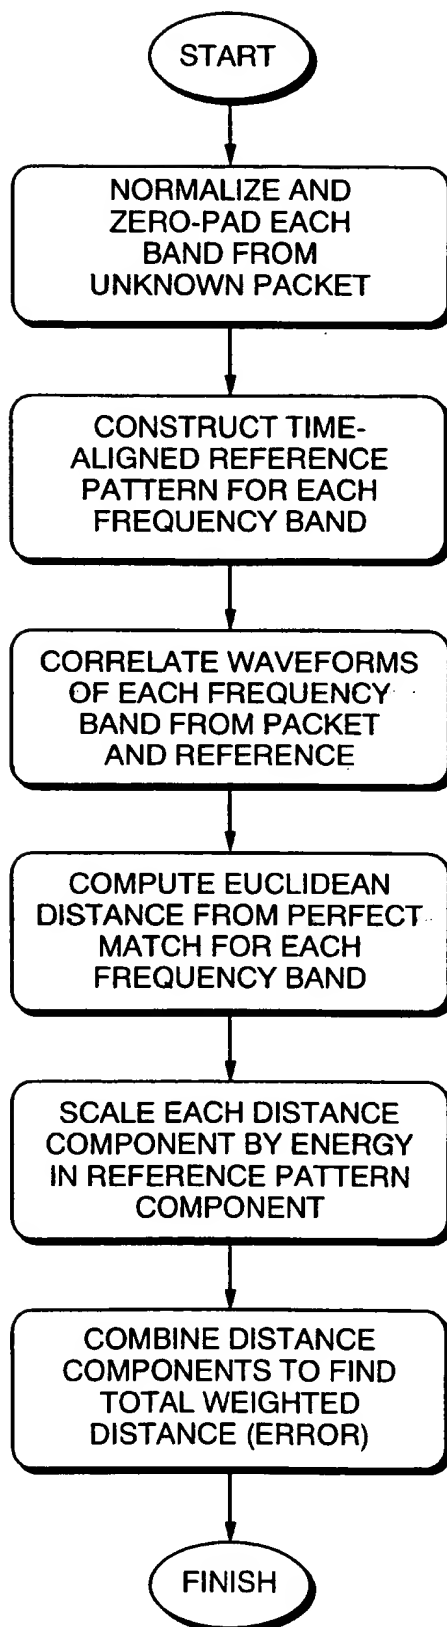 START
NORMALIZE AND
ZERO-PAD EACH
BAND FROM
UNKNOWN PACKET
CONSTRUCT TIME-
ALIGNED REFERENCE
PATTERN FOR EACH
FREQUENCY BAND
CORRELATE WAVEFORMS
OF EACH FREQUENCY
BAND FROM PACKET
AND REFERENCE
COMPUTE EUCLIDEAN
DISTANCE FROM PERFECT
MATCH FOR EACH
FREQUENCY BAND
SCALE EACH DISTANCE
COMPONENT BY ENERGY
IN REFERENCE PATTERN
COMPONENT
COMBINE DISTANCE
COMPONENTS TO FIND
TOTAL WEIGHTED
DISTANCE (ERROR)
FINISH